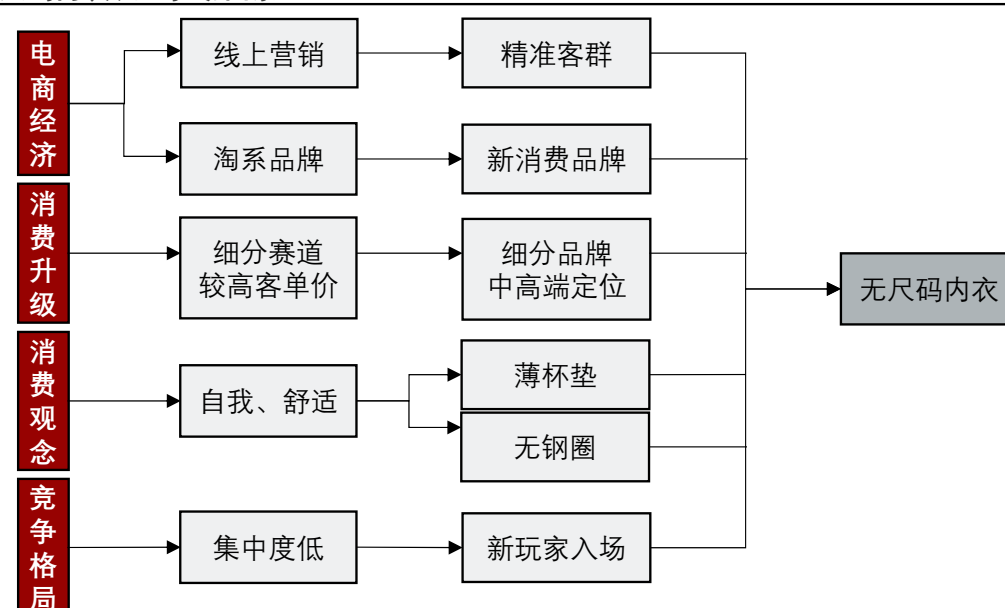 电商经济
线上营销
精准客群
淘系品牌
新消费品牌
消费升级
细分赛道
较高客单价
细分品牌
中高端定位
无尺码内衣
消费观念
自我、舒适
薄杯垫
无钢圈
竞争格局
集中度低
新玩家入场